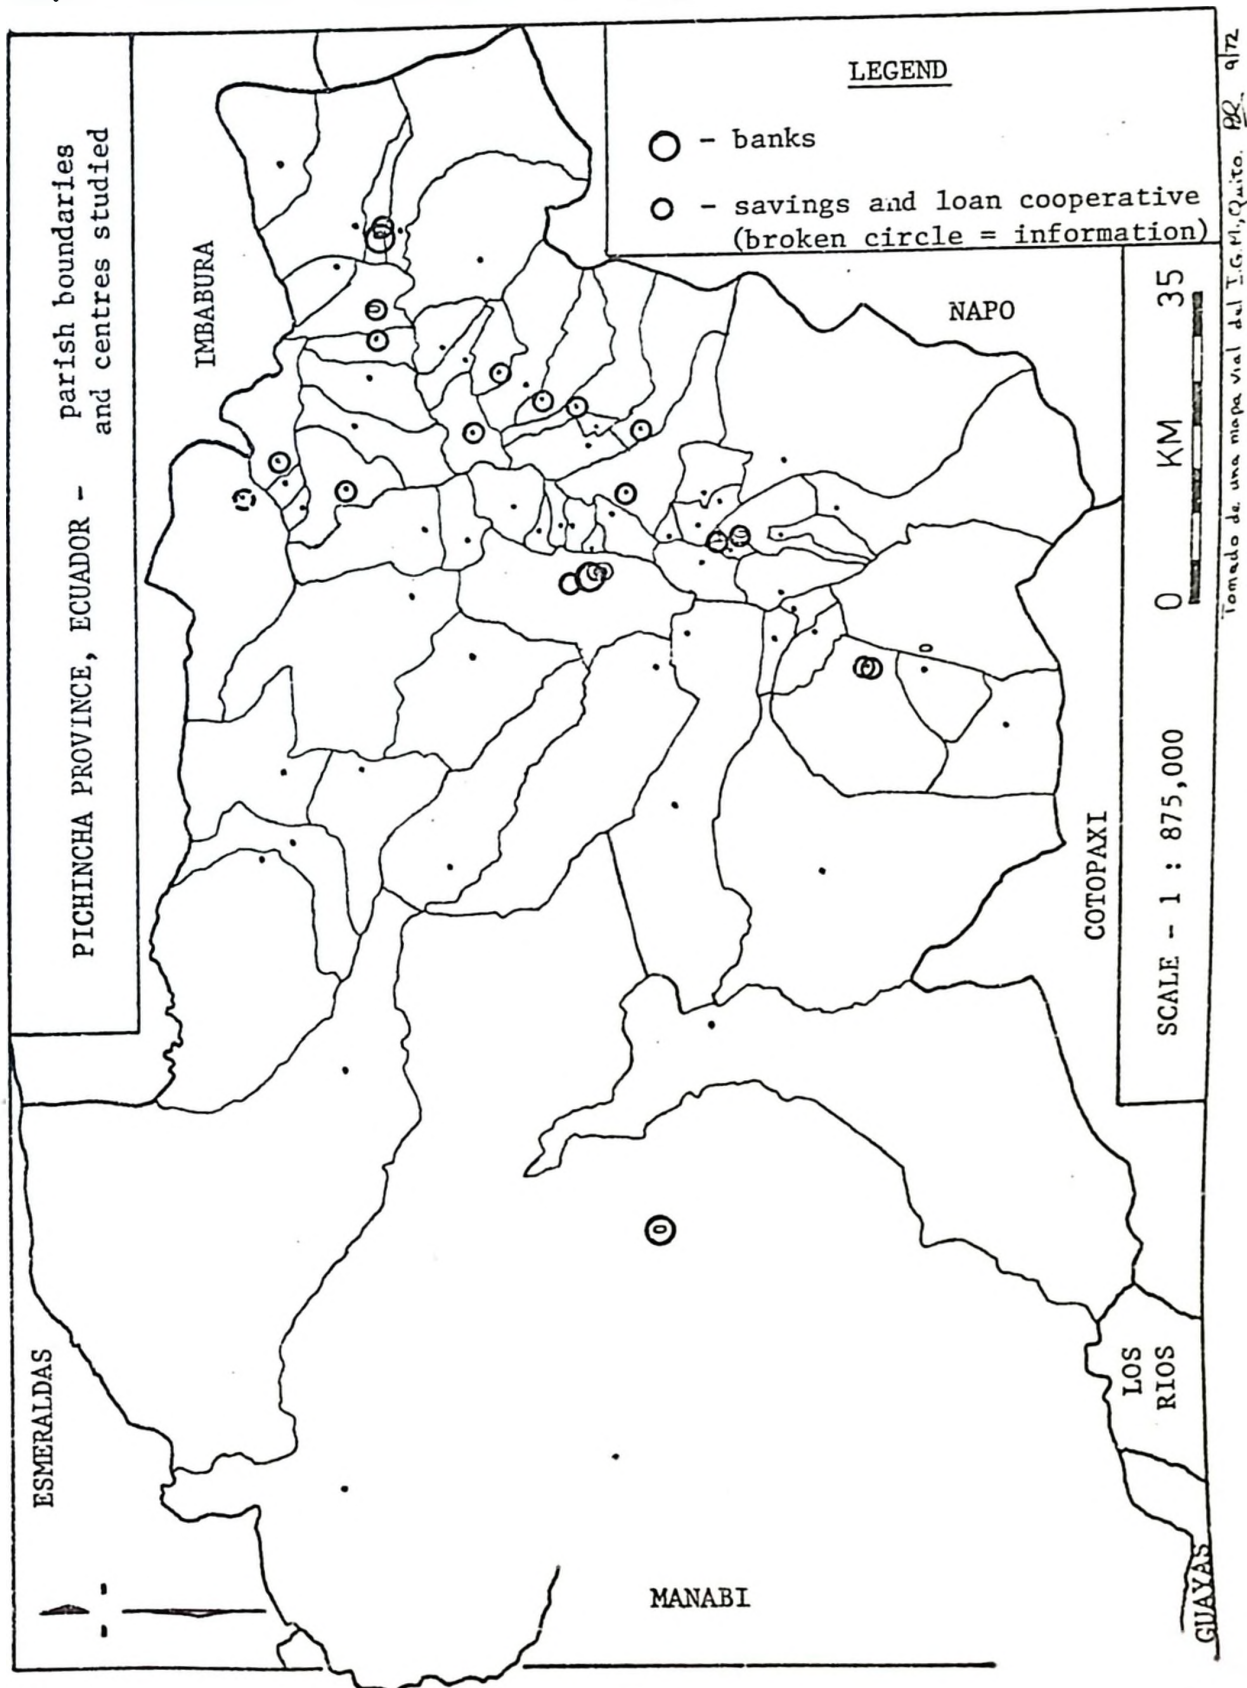 PICHINCHA PROVINCE, ECUADOR - parish boundaries
and centres studied
LEGEND
- banks
- savings and loan cooperative
(broken circle = information)
IMBABURA
NAPO
ESMERALDAS
COTOPAXI
MANABI
LOS
RIOS
GUAYAS
0 KM 35
SCALE - 1 : 875,000
Tomado de una mapa vial del I.G.M., Quito. 9/72